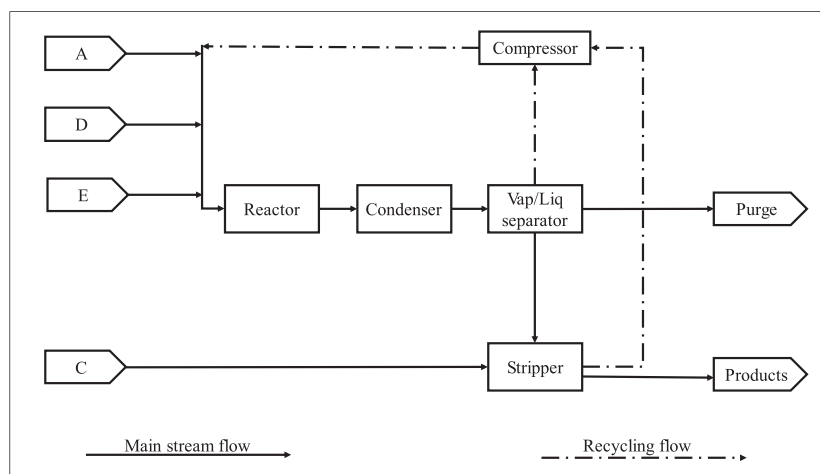 A
Compressor
D
E
Reactor
Condenser
Vap/Liq
separator
Purge
C
Stripper
Products
Main stream flow
Recycling flow